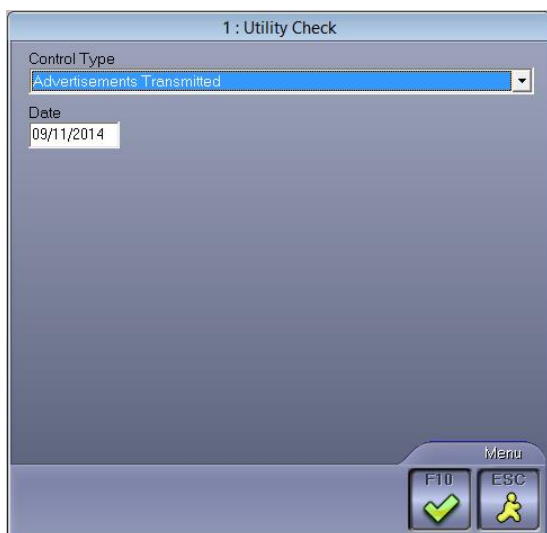 1 : Utility Check
Control Type
Advertisements Transmitted
Date
09/11/2014
Menu
F10 ESC